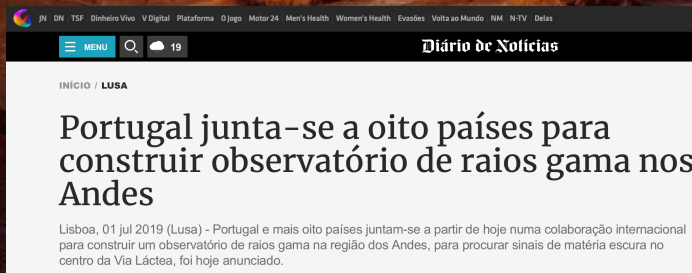 JN DN TSF Dinheiro Vivo V Digital Plataforma O Jogo Motor 24 Men's Health Women's Health Evasões Volta ao Mundo NM N-TV Delas
MENU 19 Diário de Notícias
INÍCIO / LUSA
Portugal junta-se a oito países para
construir observatório de raios gama nos
Andes
Lisboa, 01 jul 2019 (Lusa) - Portugal e mais oito países juntam-se a partir de hoje numa colaboração internacional
para construir um observatório de raios gama na região dos Andes, para procurar sinais de matéria escura no
centro da Via Láctea, foi hoje anunciado.